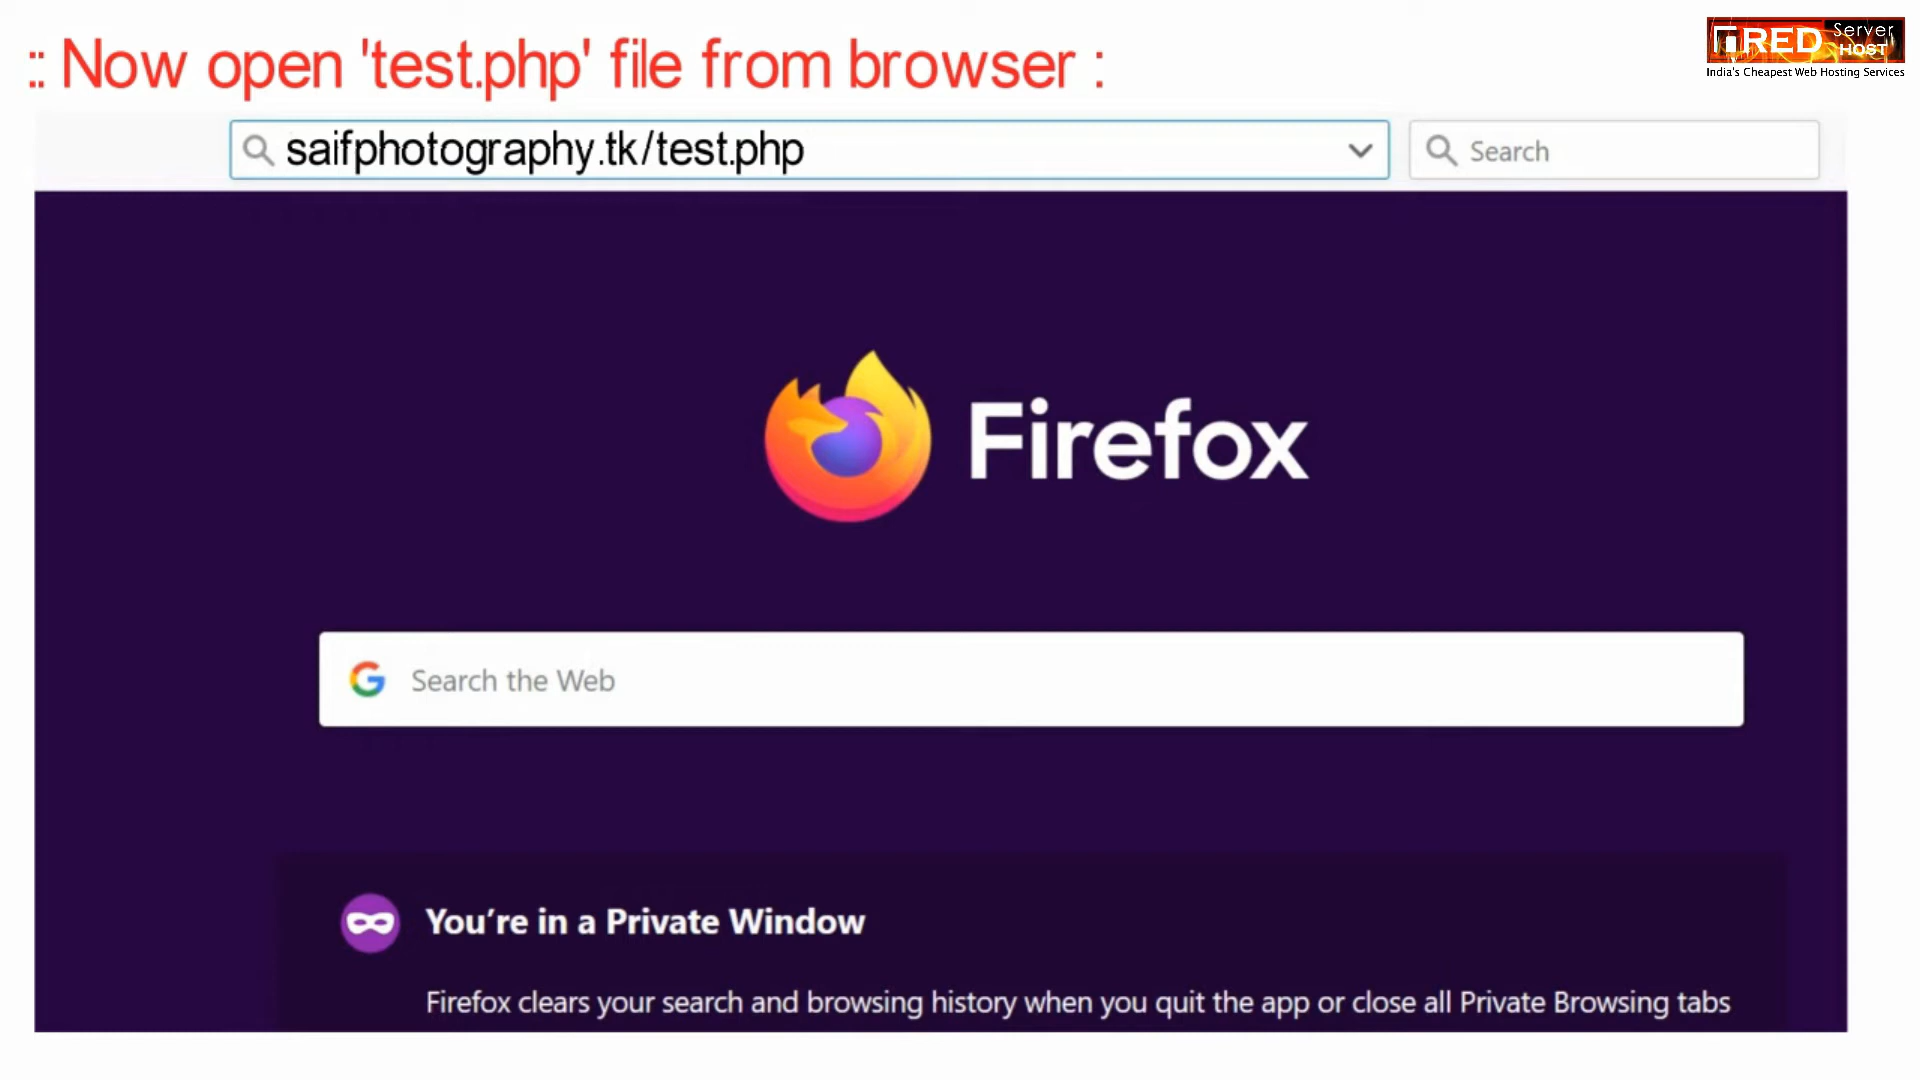 :: Now open 'test.php' file from browser :
RED Server
HOST
India's Cheapest Web Hosting Services
saifphotography.tk/test.php
Search
Firefox
Search the Web
You’re in a Private Window
Firefox clears your search and browsing history when you quit the app or close all Private Browsing tabs